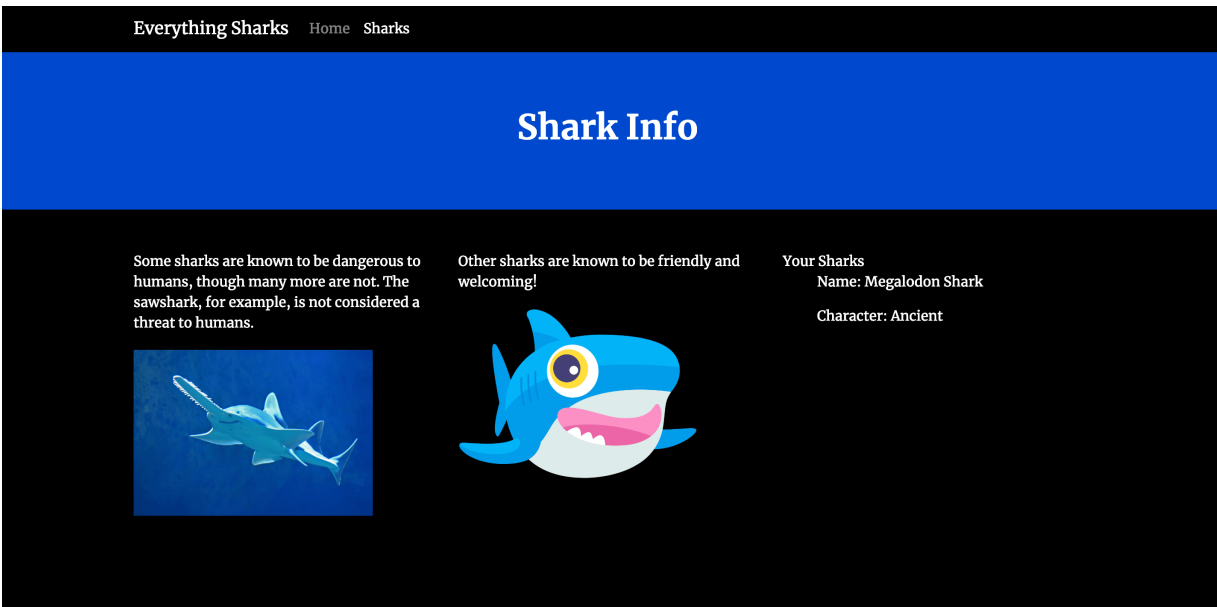 Everything Sharks Home Sharks
Shark Info
Some sharks are known to be dangerous to
humans, though many more are not. The
sawshark, for example, is not considered a
threat to humans.
Other sharks are known to be friendly and
welcoming!
Your Sharks
Name: Megalodon Shark
Character: Ancient